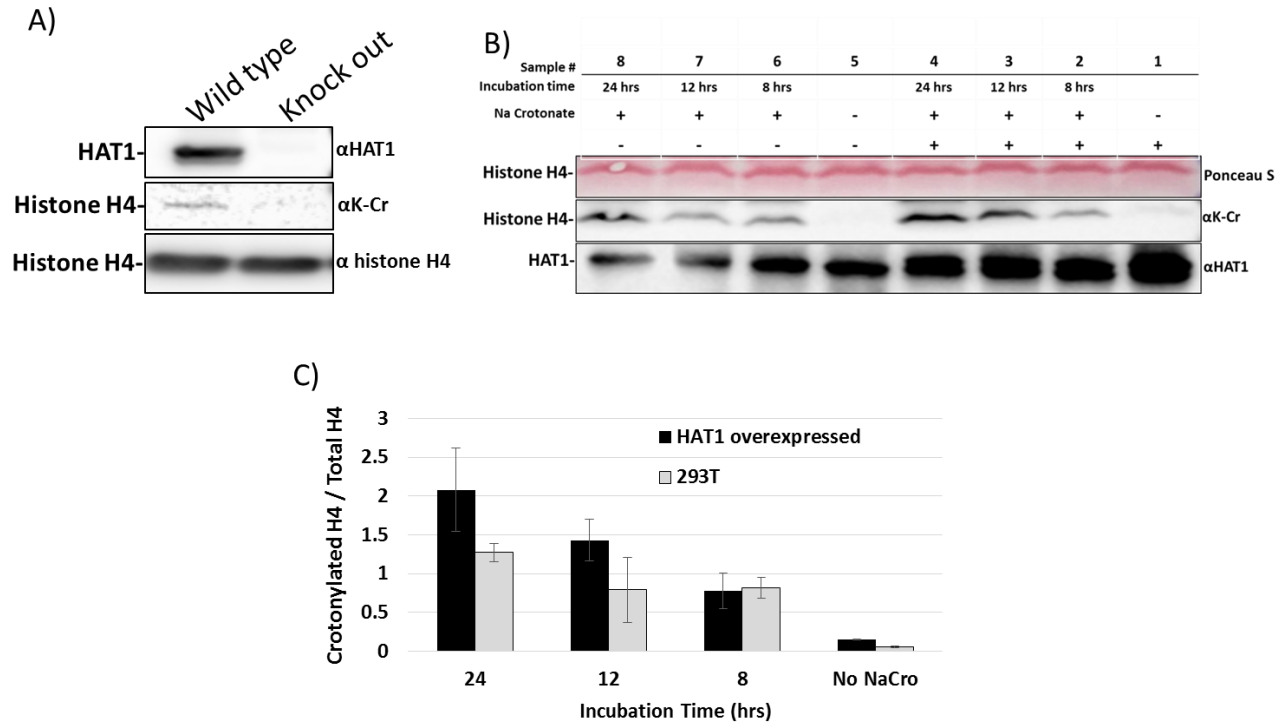 A)
Wild type Knock out
HAT1- αHAT1
Histone H4- αK-Cr
Histone H4- α histone H4
B)
Sample # 8 7 6 5 4 3 2 1
Incubation time 24 hrs 12 hrs 8 hrs 24 hrs 12 hrs 8 hrs
Na Crotonate + + + - + + + -
- - - - + + + +
Histone H4- Ponceau S
Histone H4- αK-Cr
HAT1- αHAT1
C)
Crotonylated H4 / Total H4
3
2.5
2
1.5
1
0.5
0
HAT1 overexpressed
293T
24 12 8 No NaCro
Incubation Time (hrs)